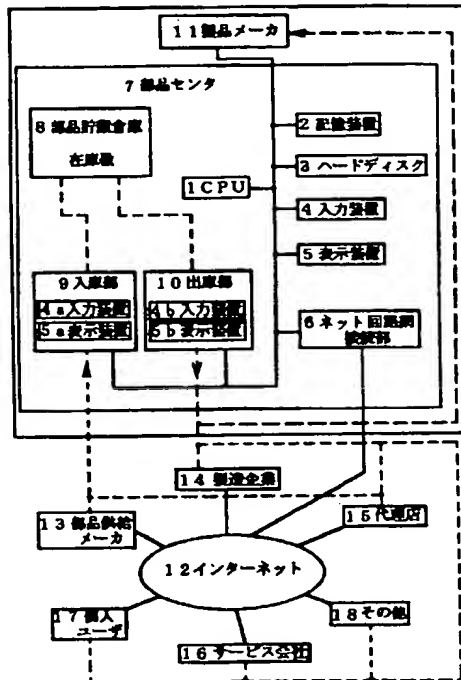 11製品メーカ
7部品センタ
8部品貯蔵倉庫
在庫数
2記憶装置
3ハードディスク
1CPU
4入力装置
5表示装置
9入庫部
4a入力装置
5a表示装置
10出庫部
4b入力装置
5b表示装置
6ネット回路網
接続部
14製造企業
13部品供給
メーカ
15代理店
12インターネット
17個人
ユーザ
18その他
16サービス会社